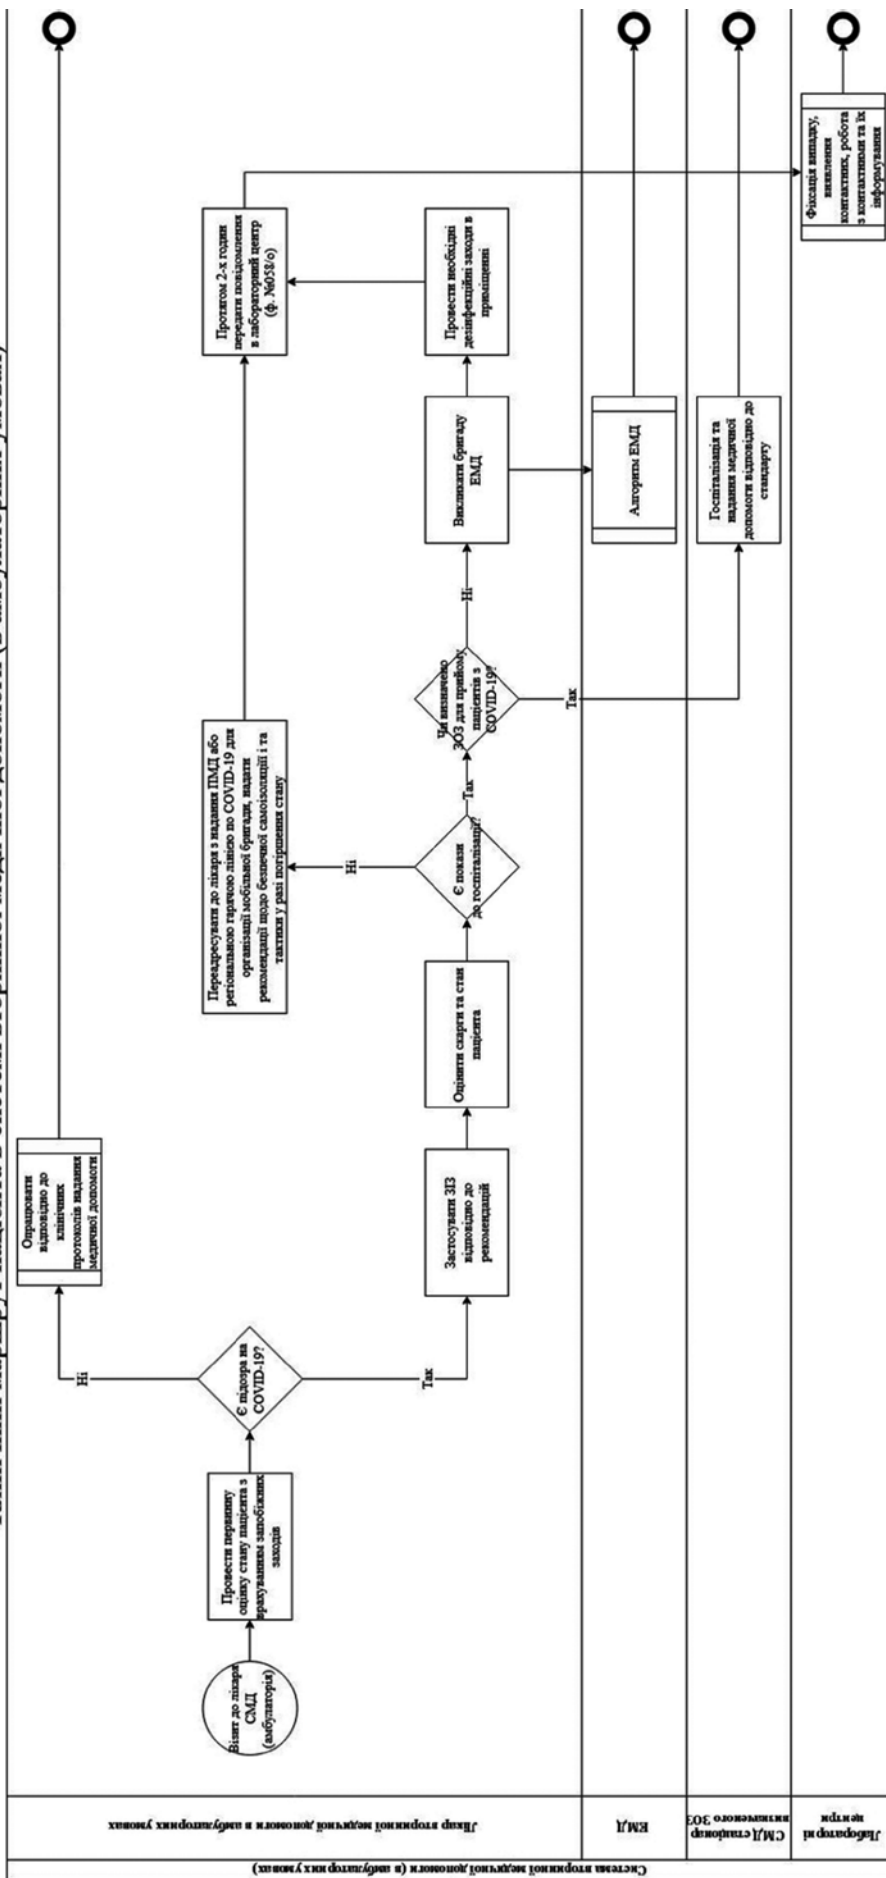 Візит до лікаря
СМД
(амбулаторія)
Провести первинну
оцінку стану пацієнта з
врахуванням запобіжних
заходів
Є підозра на
COVID-19?
Ні
Так
Опрацювати
відповідно до
клінічних
протоколів надання
медичної допомоги
Застосувати ЗІЗ
відповідно до
рекомендацій
Оцінити скарги та стан
пацієнта
Є покази
до госпіталізації?
Ні
Так
Переадресувати до лікаря з надання ПМД або
регіональною гарячою лінією по COVID-19 для
організації мобільної бригади, надати
рекомендації щодо безпечної самоізоляції і та
тактики у разі погіршення стану
Чи визначено
ЗОЗ для прийому
пацієнтів з
COVID-19?
Ні
Так
Викликати бригаду
ЕМД
Провести необхідні
дезінфекційні заходи в
приміщенні
Протягом 2-х годин
передати повідомлення
в лабораторний центр
(ф. №058/о)
Алгоритм ЕМД
Госпіталізація та
надання медичної
допомоги відповідно до
стандарту
Фіксація випадку,
виявлення
контактних, робота
з контактними та їх
інформування
Система вторинної медичної допомоги (в амбулаторних умовах)
Лікар вторинної медичної допомоги в амбулаторних умовах
ЕМД
СМД стаціонар
визначеного ЗОЗ
Лабораторні
центри